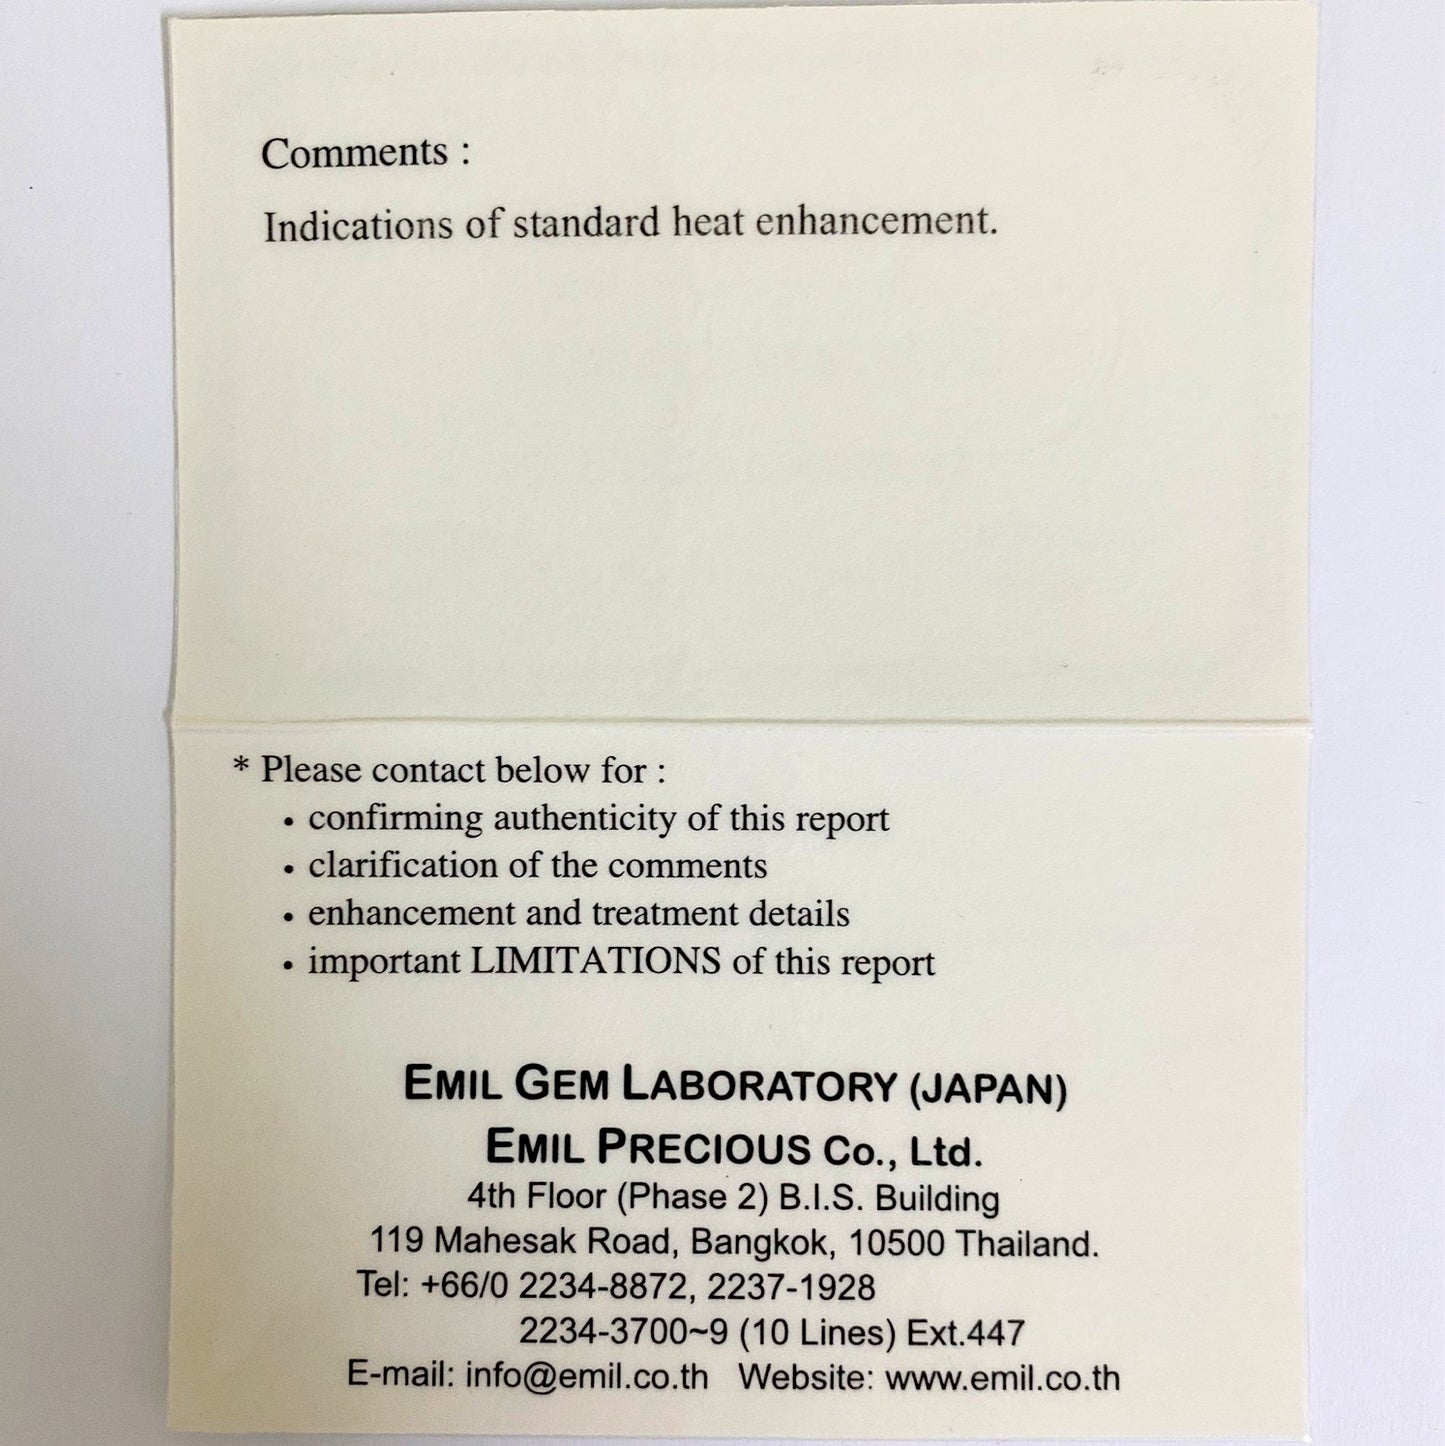 Comments :
Indications of standard heat enhancement.
* Please contact below for :
• confirming authenticity of this report
• clarification of the comments
• enhancement and treatment details
• important LIMITATIONS of this report
EMIL GEM LABORATORY (JAPAN)
EMIL PRECIOUS Co., Ltd.
4th Floor (Phase 2) B.I.S. Building
119 Mahesak Road, Bangkok, 10500 Thailand.
Tel: +66/0 2234-8872, 2237-1928
2234-3700~9 (10 Lines) Ext.447
E-mail: info@emil.co.th Website: www.emil.co.th